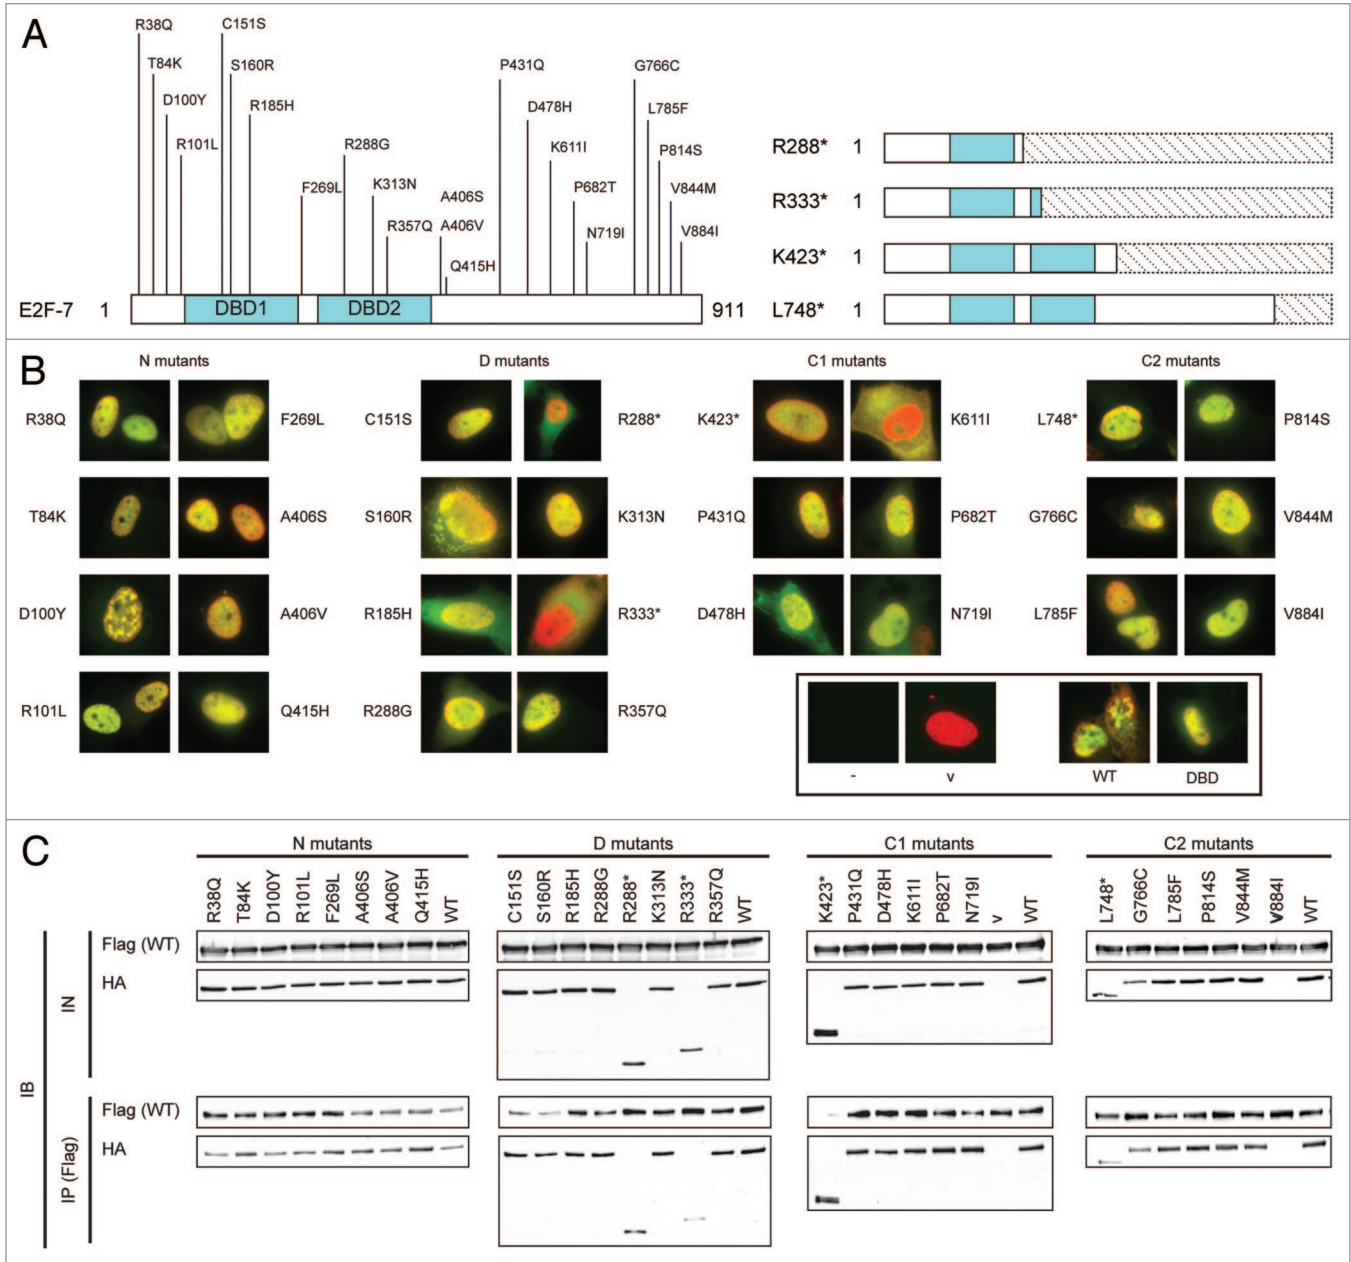 A
R38Q
C151S
T84K
S160R
P431Q
G766C
D100Y
R185H
D478H
L785F
R101L
R288G
K611I
P814S
R288* 1
F269L
K313N
A406S
P682T
V844M
R333* 1
R357Q
A406V
N719I
V884I
Q415H
K423* 1
E2F-7 1 DBD1 DBD2 911
L748* 1
B
N mutants D mutants C1 mutants C2 mutants
R38Q F269L C151S R288* K423* K611I L748* P814S
T84K A406S S160R K313N P431Q P682T G766C V844M
D100Y A406V R185H R333* D478H N719I L785F V884I
R101L Q415H R288G R357Q
- v WT DBD
C
N mutants D mutants C1 mutants C2 mutants
R38Q T84K D100Y R101L F269L A406S A406V Q415H WT
C151S S160R R185H R288G R288* K313N R333* R357Q WT
K423* P431Q D478H K611I P682T N719I v WT
L748* G766C L785F P814S V844M V884I WT
IB
IN
Flag (WT)
HA
IP (Flag)
Flag (WT)
HA